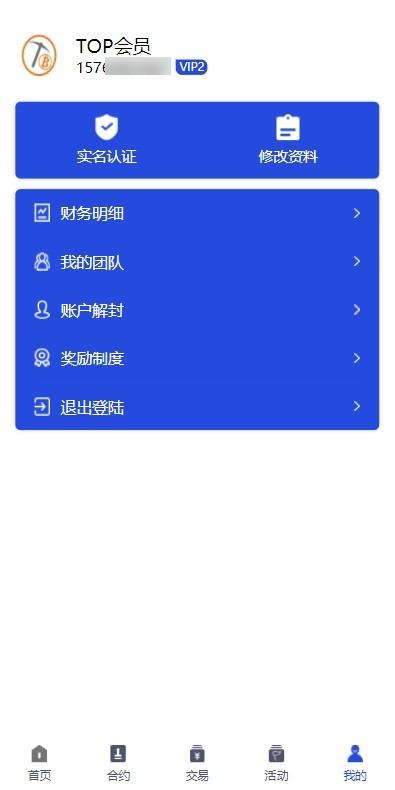 TOP会员
1576
VIP2
实名认证
修改资料
财务明细
我的团队
账户解封
奖励制度
退出登陆
首页
合约
交易
活动
我的